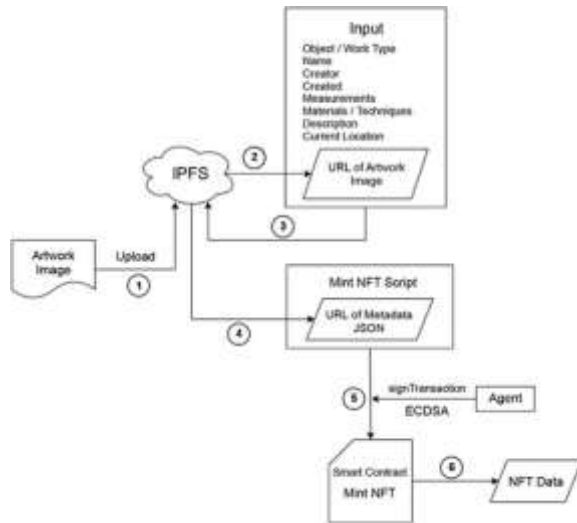 Input
Object / Work Type
Name
Creator
Created
Measurements
Materials / Techniques
Description
Current Location
URL of Artwork
Image
IPFS
2
3
Artwork
Image
Upload
1
Mint NFT Script
URL of Metadata
JSON
4
5
signTransaction
ECDSA
Agent
Smart Contract
Mint NFT
6
NFT Data